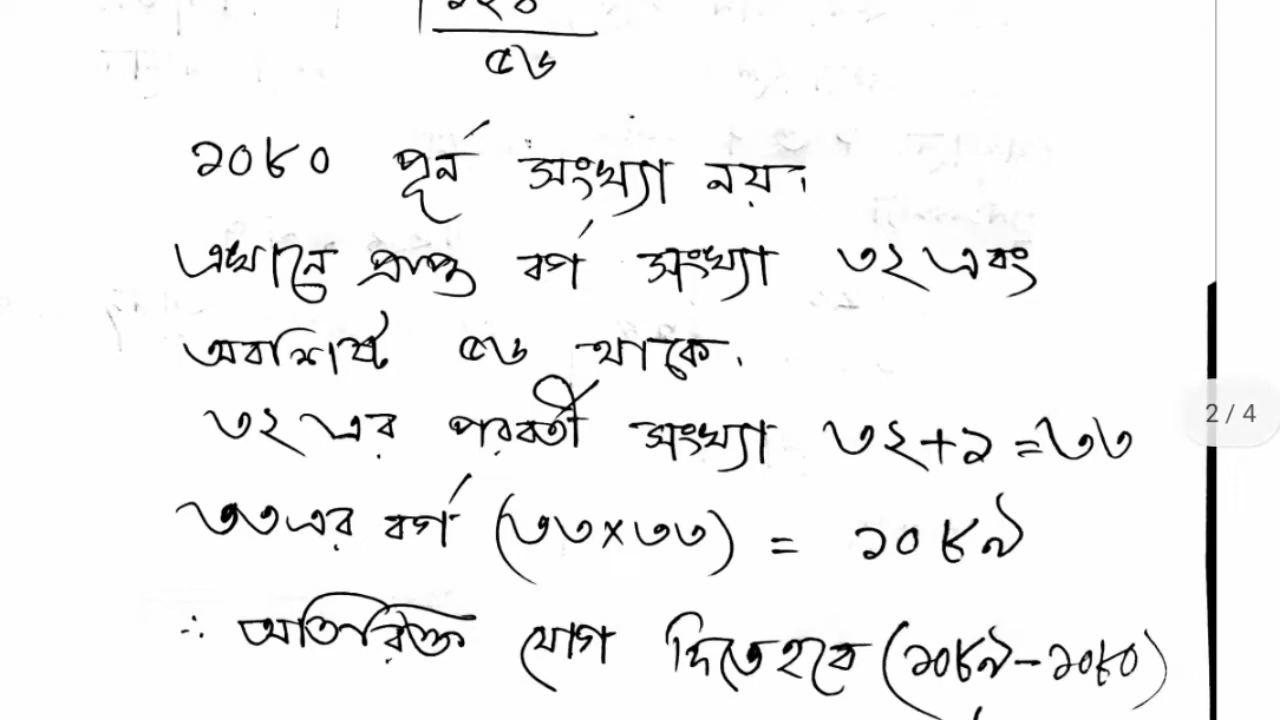 ৫৬
১০৮০ পূর্ন সংখ্যা নয়।
এখানে প্রাপ্ত বর্গ সংখ্যা ৩২ এবং
অবশিষ্ট ৫৬ থাকে।
৩২ এর পরবর্তী সংখ্যা ৩২+১=৩৩
৩৩ এর বর্গ (৩৩×৩৩) = ১০৮৯
∴ অতিরিক্ত যোগ দিতে হবে (১০৮৯-১০৮০)
2/4